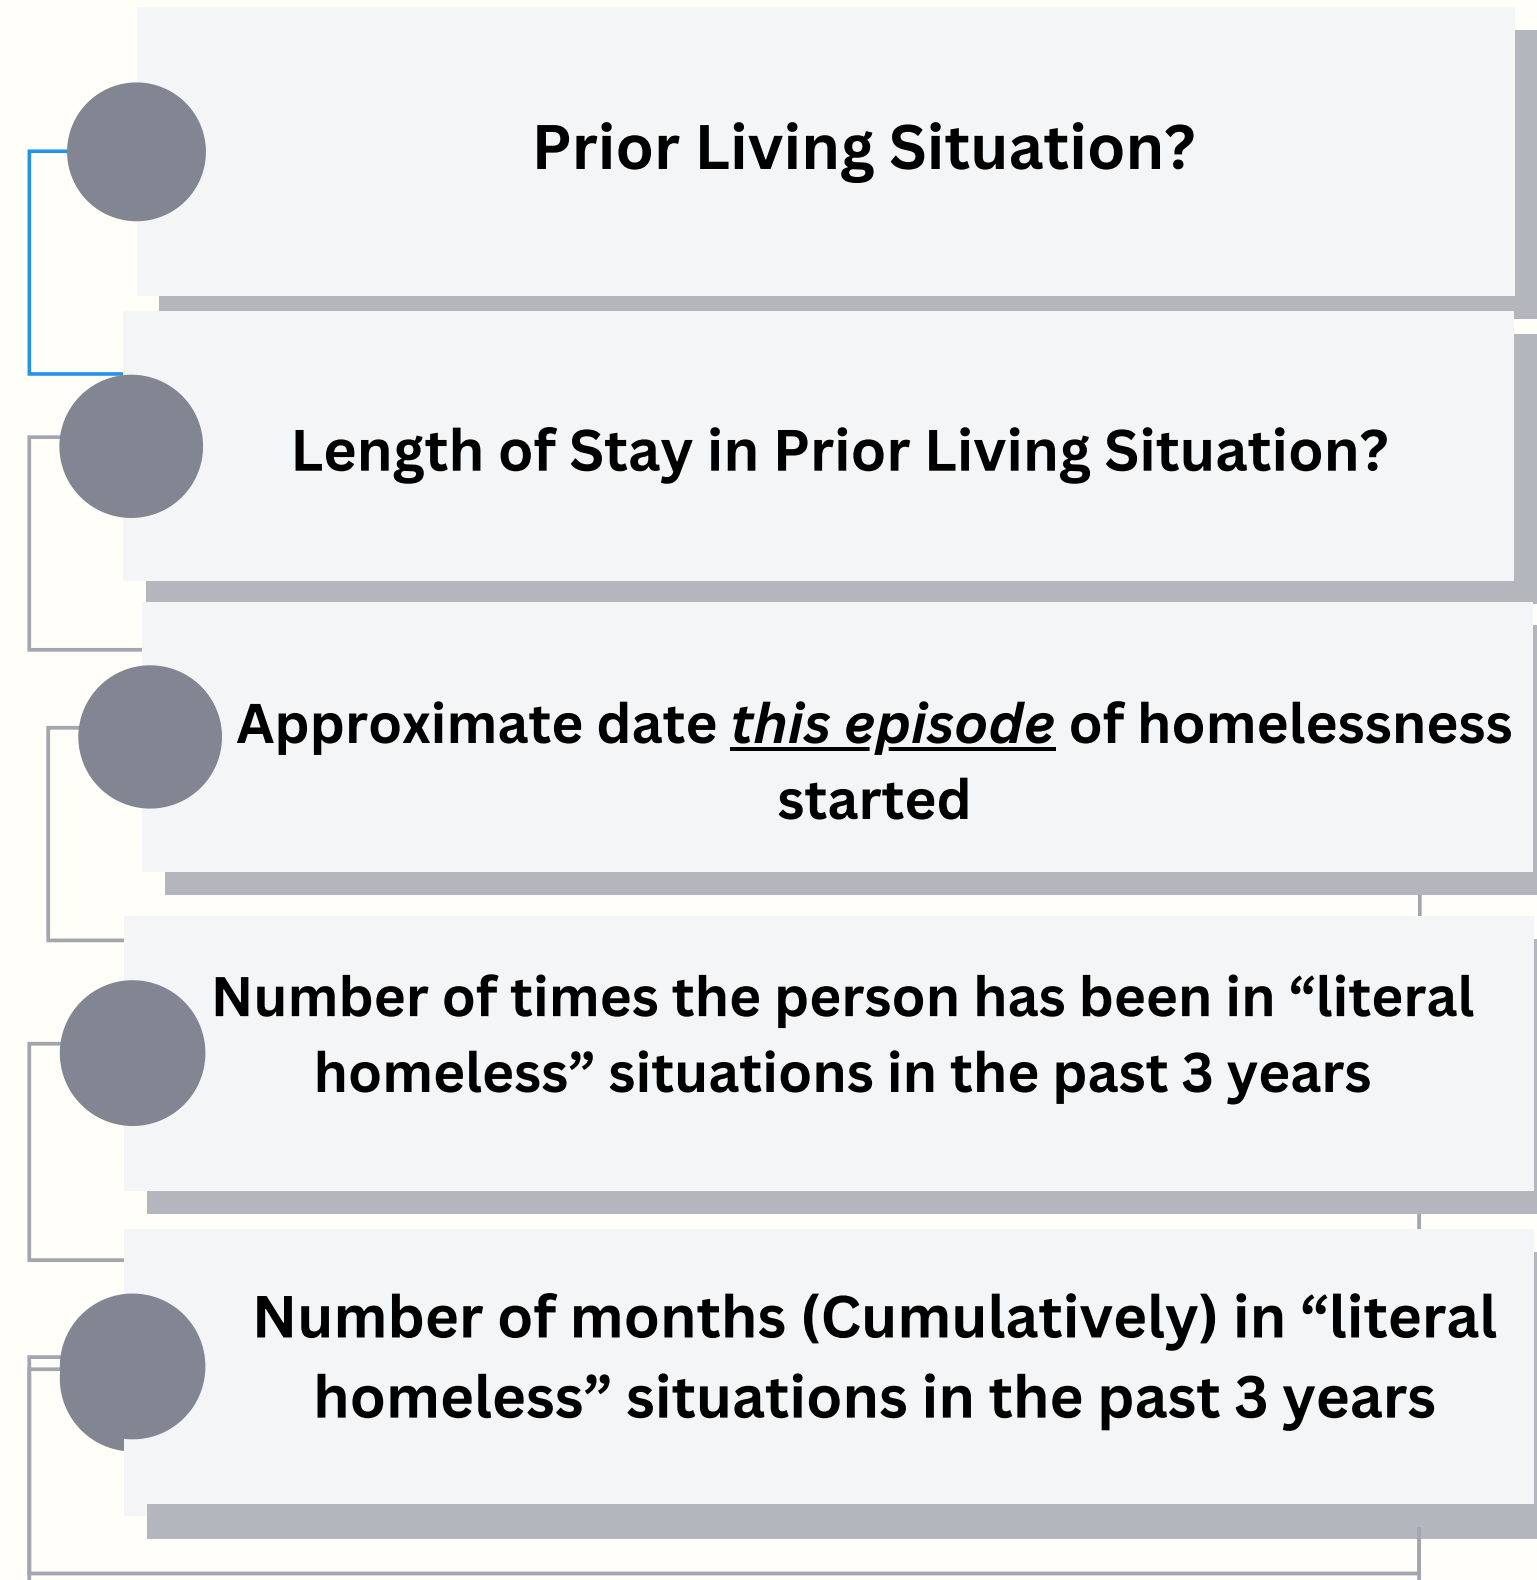 Prior Living Situation?
Length of Stay in Prior Living Situation?
Approximate date this episode of homelessness
started
Number of times the person has been in “literal
homeless” situations in the past 3 years
Number of months (Cumulatively) in “literal
homeless” situations in the past 3 years